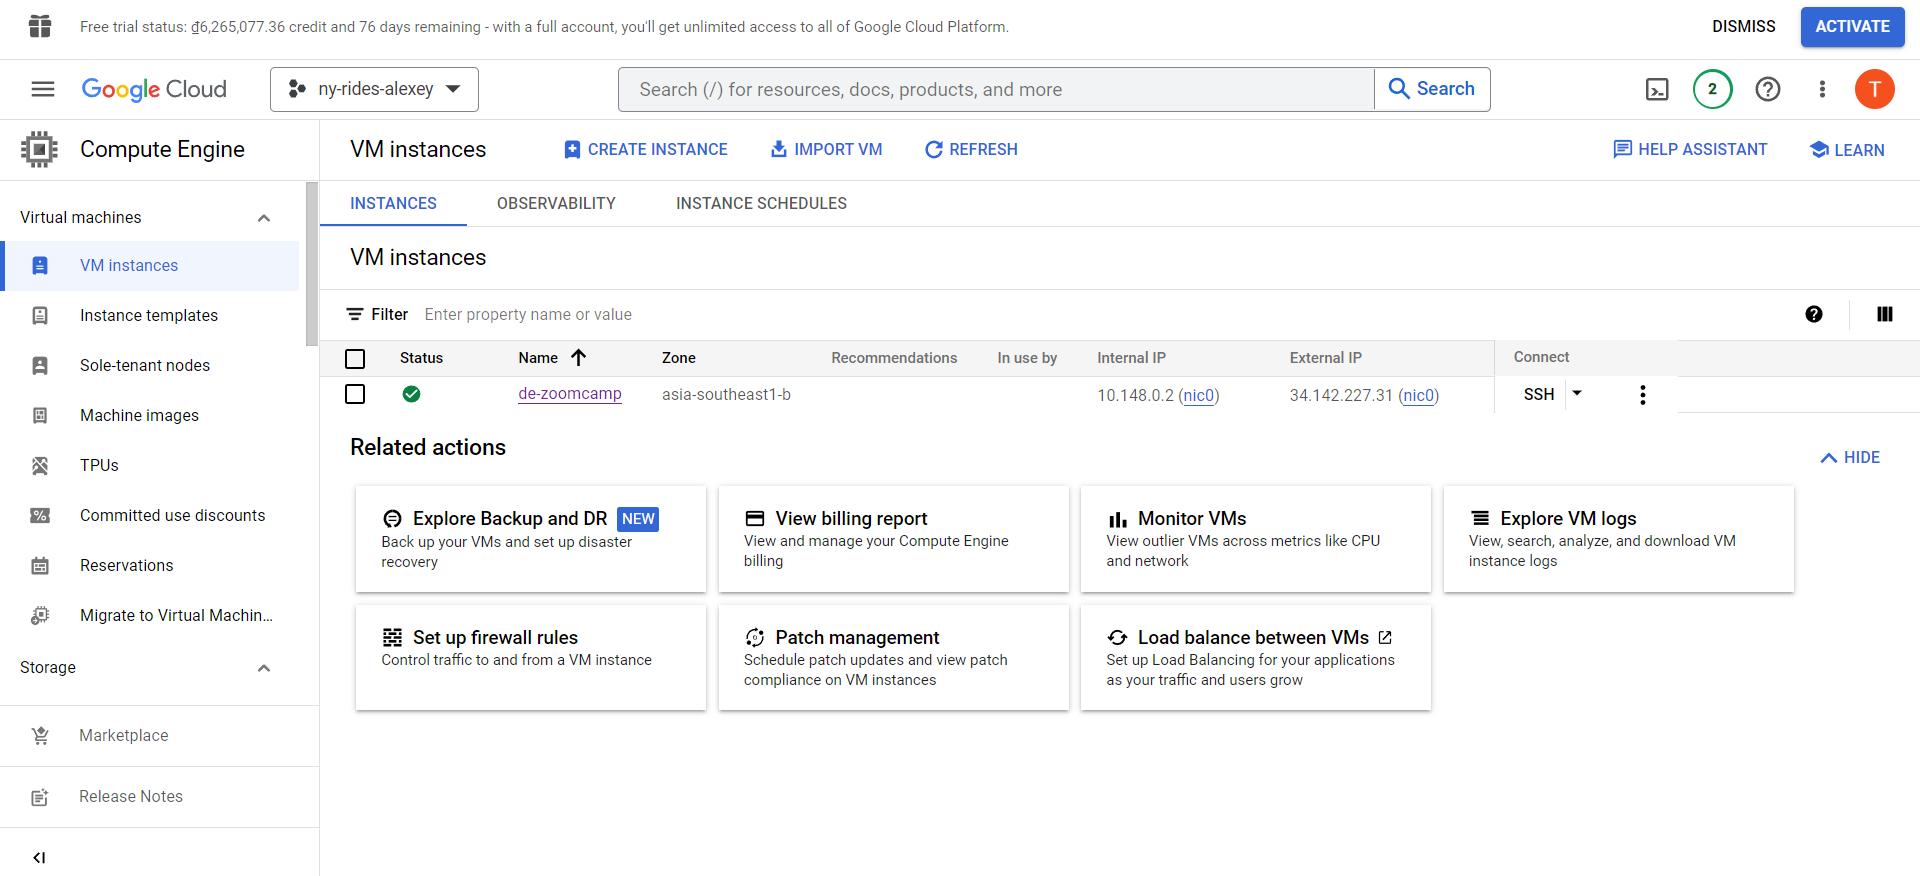 Free trial status: ₫6,265,077.36 credit and 76 days remaining - with a full account, you'll get unlimited access to all of Google Cloud Platform.
DISMISS
ACTIVATE
Google Cloud
ny-rides-alexey
Search (/) for resources, docs, products, and more
Search
2
T
Compute Engine
VM instances
CREATE INSTANCE
IMPORT VM
REFRESH
HELP ASSISTANT
LEARN
Virtual machines
VM instances
Instance templates
Sole-tenant nodes
Machine images
TPUs
Committed use discounts
Reservations
Migrate to Virtual Machin...
Storage
Marketplace
Release Notes
INSTANCES
OBSERVABILITY
INSTANCE SCHEDULES
VM instances
Filter
Enter property name or value
Status
Name
Zone
Recommendations
In use by
Internal IP
External IP
Connect
de-zoomcamp
asia-southeast1-b
10.148.0.2 (nic0)
34.142.227.31 (nic0)
SSH
Related actions
HIDE
Explore Backup and DR NEW
Back up your VMs and set up disaster
recovery
View billing report
View and manage your Compute Engine
billing
Monitor VMs
View outlier VMs across metrics like CPU
and network
Explore VM logs
View, search, analyze, and download VM
instance logs
Set up firewall rules
Control traffic to and from a VM instance
Patch management
Schedule patch updates and view patch
compliance on VM instances
Load balance between VMs
Set up Load Balancing for your applications
as your traffic and users grow